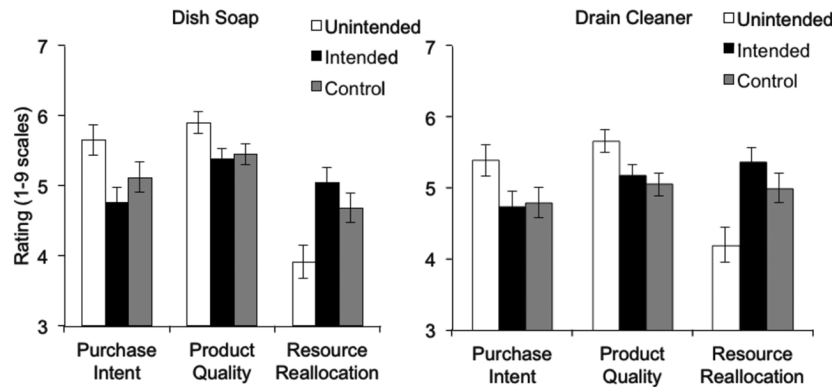 Dish Soap
Unintended
Intended
Control
7
6
5
4
3
Rating (1-9 scales)
Purchase
Intent
Product
Quality
Resource
Reallocation
Drain Cleaner
Unintended
Intended
Control
7
6
5
4
3
Purchase
Intent
Product
Quality
Resource
Reallocation